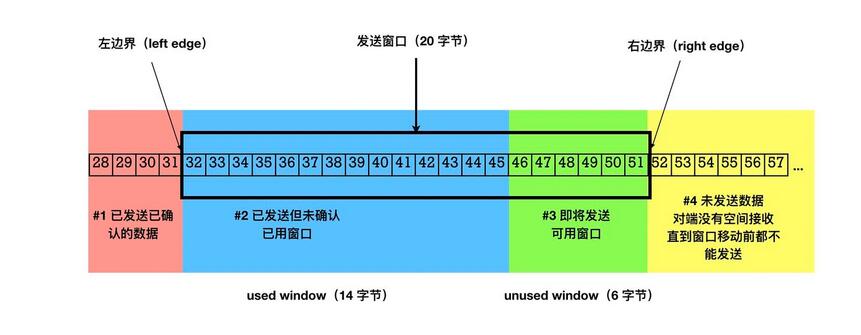 左边界（left edge）
发送窗口（20 字节）
右边界（right edge）
28 29 30 31 32 33 34 35 36 37 38 39 40 41 42 43 44 45 46 47 48 49 50 51 52 53 54 55 56 57 ...
#1 已发送已确
认的数据
#2 已发送但未确认
已用窗口
#3 即将发送
可用窗口
#4 未发送数据
对端没有空间接收
直到窗口移动前都不
能发送
used window（14 字节）
unused window（6 字节）